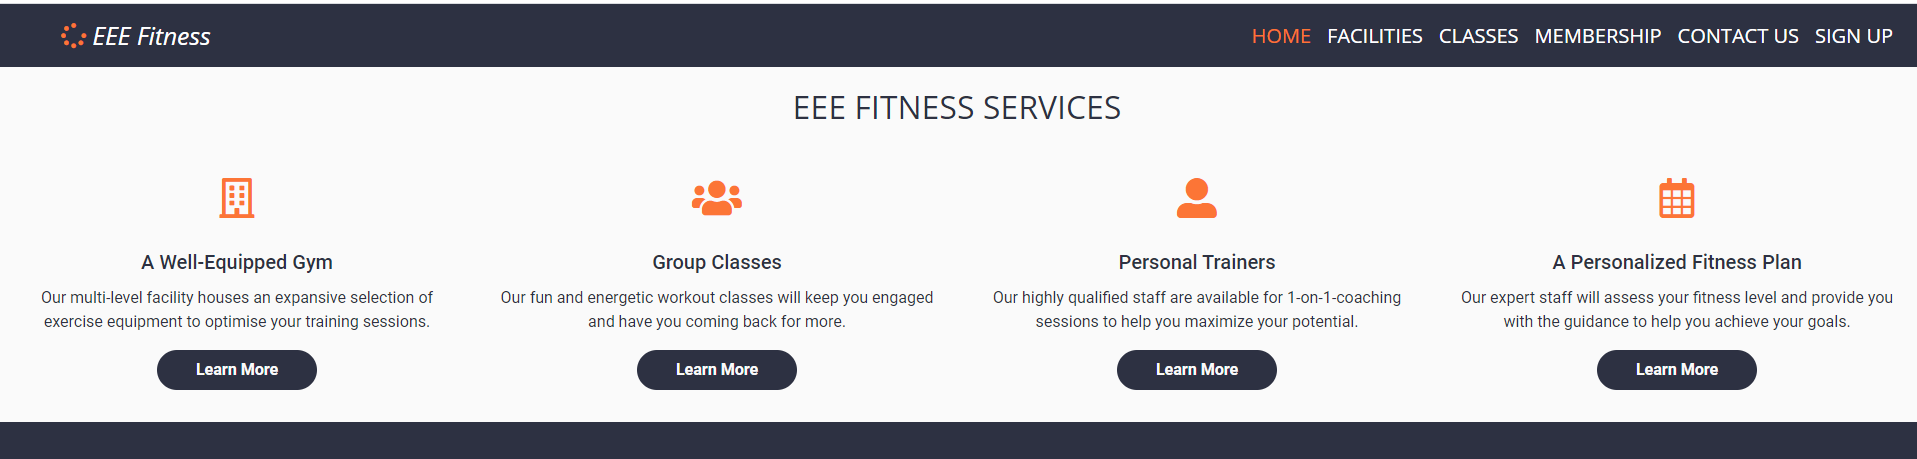 EEE Fitness
HOME FACILITIES CLASSES MEMBERSHIP CONTACT US SIGN UP
EEE FITNESS SERVICES
A Well-Equipped Gym
Our multi-level facility houses an expansive selection of
exercise equipment to optimise your training sessions.
Learn More
Group Classes
Our fun and energetic workout classes will keep you engaged
and have you coming back for more.
Learn More
Personal Trainers
Our highly qualified staff are available for 1-on-1-coaching
sessions to help you maximize your potential.
Learn More
A Personalized Fitness Plan
Our expert staff will assess your fitness level and provide you
with the guidance to help you achieve your goals.
Learn More